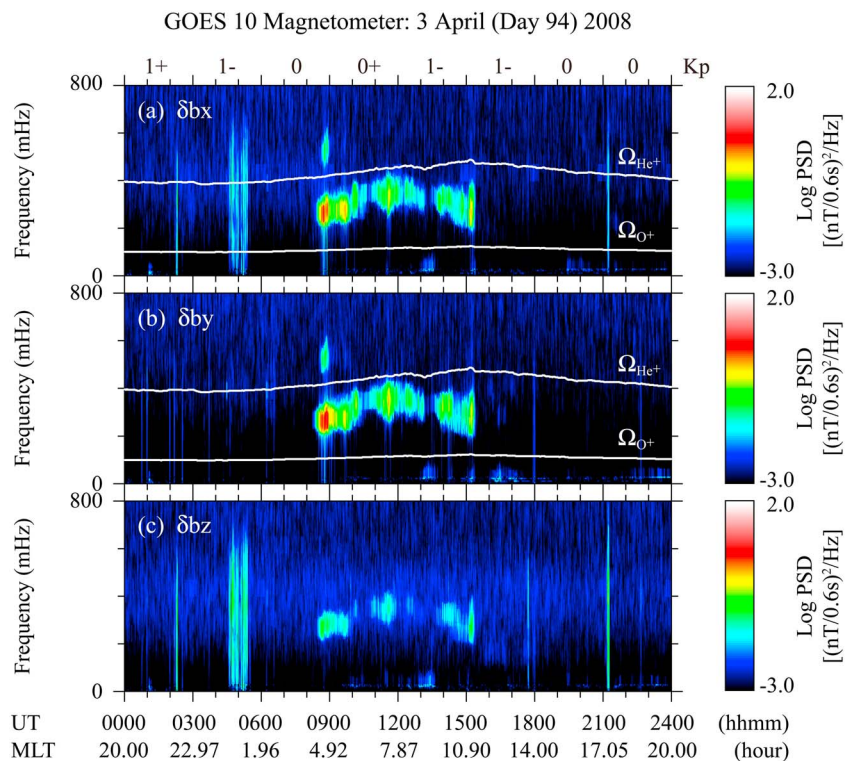 GOES 10 Magnetometer: 3 April (Day 94) 2008
1+ 1- 0 0+ 1- 1- 0 0 Kp
800
(a) δbx
Ω_He+
Ω_O+
0
Frequency (mHz)
2.0
-3.0
Log PSD
[(nT/0.6s)²/Hz]
800
(b) δby
Ω_He+
Ω_O+
0
Frequency (mHz)
2.0
-3.0
Log PSD
[(nT/0.6s)²/Hz]
800
(c) δbz
0
Frequency (mHz)
2.0
-3.0
Log PSD
[(nT/0.6s)²/Hz]
UT 0000 0300 0600 0900 1200 1500 1800 2100 2400 (hhmm)
MLT 20.00 22.97 1.96 4.92 7.87 10.90 14.00 17.05 20.00 (hour)